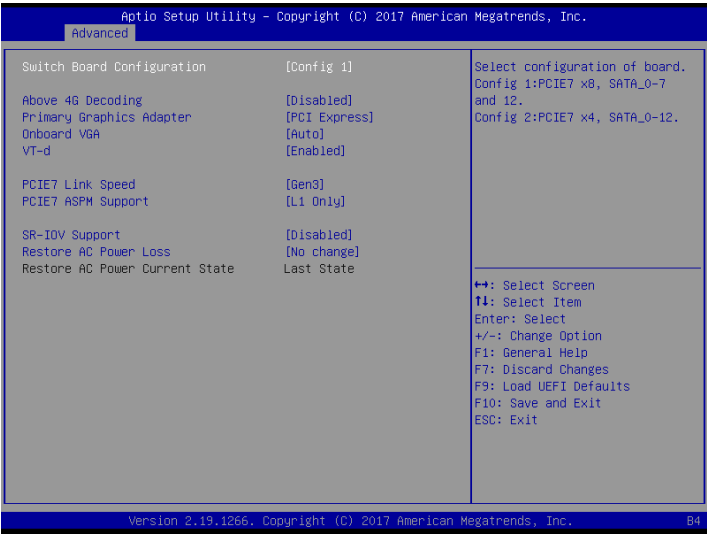 Aptio Setup Utility – Copyright (C) 2017 American Megatrends, Inc.
Advanced
Switch Board Configuration [Config 1]
Above 4G Decoding [Disabled]
Primary Graphics Adapter [PCI Express]
Onboard VGA [Auto]
VT-d [Enabled]
PCIE7 Link Speed [Gen3]
PCIE7 ASPM Support [L1 Only]
SR-IOV Support [Disabled]
Restore AC Power Loss [No change]
Restore AC Power Current State Last State
Select configuration of board.
Config 1:PCIE7 x8, SATA_0-7
and 12.
Config 2:PCIE7 x4, SATA_0-12.
↔: Select Screen
↑↓: Select Item
Enter: Select
+/-: Change Option
F1: General Help
F7: Discard Changes
F9: Load UEFI Defaults
F10: Save and Exit
ESC: Exit
Version 2.19.1266. Copyright (C) 2017 American Megatrends, Inc.
B4